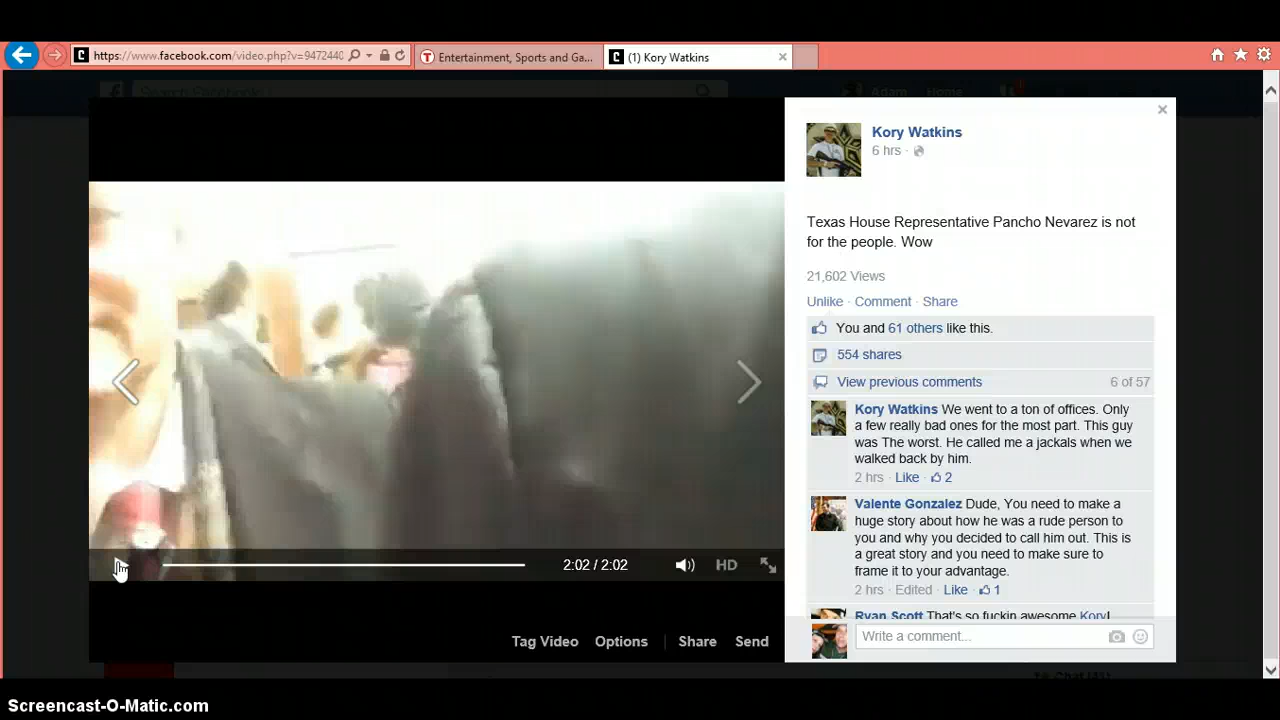 https://www.facebook.com/video.php?v=9472440
Entertainment, Sports and Ga...
(1) Kory Watkins
Search Facebook
Adam
Home
Kory Watkins
6 hrs ·
Texas House Representative Pancho Nevarez is not
for the people. Wow
21,602 Views
Unlike · Comment · Share
You and 61 others like this.
554 shares
View previous comments
6 of 57
Kory Watkins We went to a ton of offices. Only
a few really bad ones for the most part. This guy
was The worst. He called me a jackals when we
walked back by him.
2 hrs · Like · 2
Valente Gonzalez Dude, You need to make a
huge story about how he was a rude person to
you and why you decided to call him out. This is
a great story and you need to make sure to
frame it to your advantage.
2 hrs · Edited · Like · 1
Ryan Scott That's so fuckin awesome Kory!
Write a comment...
2:02 / 2:02
HD
Tag Video
Options
Share
Send
Screencast-O-Matic.com